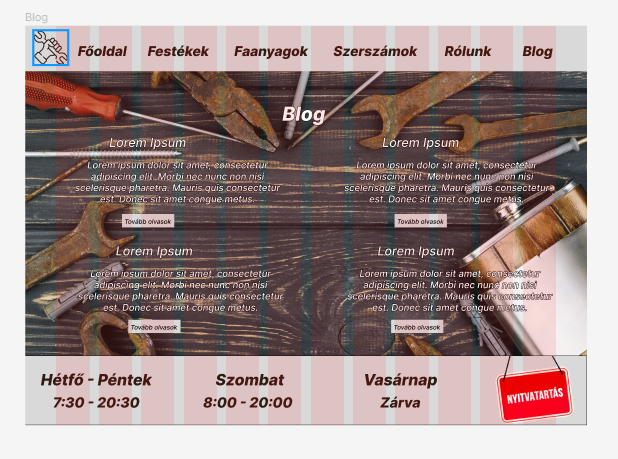 Blog
Főoldal Festékek Faanyagok Szerszámok Rólunk Blog
Blog
Lorem Ipsum
Lorem ipsum dolor sit amet, consectetur
adipiscing elit. Morbi nec nunc non nisi
scelerisque pharetra. Mauris quis consectetur
est. Donec sit amet congue metus.
Tovább olvasok
Lorem Ipsum
Lorem ipsum dolor sit amet, consectetur
adipiscing elit. Morbi nec nunc non nisi
scelerisque pharetra. Mauris quis consectetur
est. Donec sit amet congue metus.
Tovább olvasok
Lorem Ipsum
Lorem ipsum dolor sit amet, consectetur
adipiscing elit. Morbi nec nunc non nisi
scelerisque pharetra. Mauris quis consectetur
est. Donec sit amet congue metus.
Tovább olvasok
Lorem Ipsum
Lorem ipsum dolor sit amet, consectetur
adipiscing elit. Morbi nec nunc non nisi
scelerisque pharetra. Mauris quis consectetur
est. Donec sit amet congue metus.
Tovább olvasok
Hétfő - Péntek
7:30 - 20:30
Szombat
8:00 - 20:00
Vasárnap
Zárva
NYITVATARTÁS